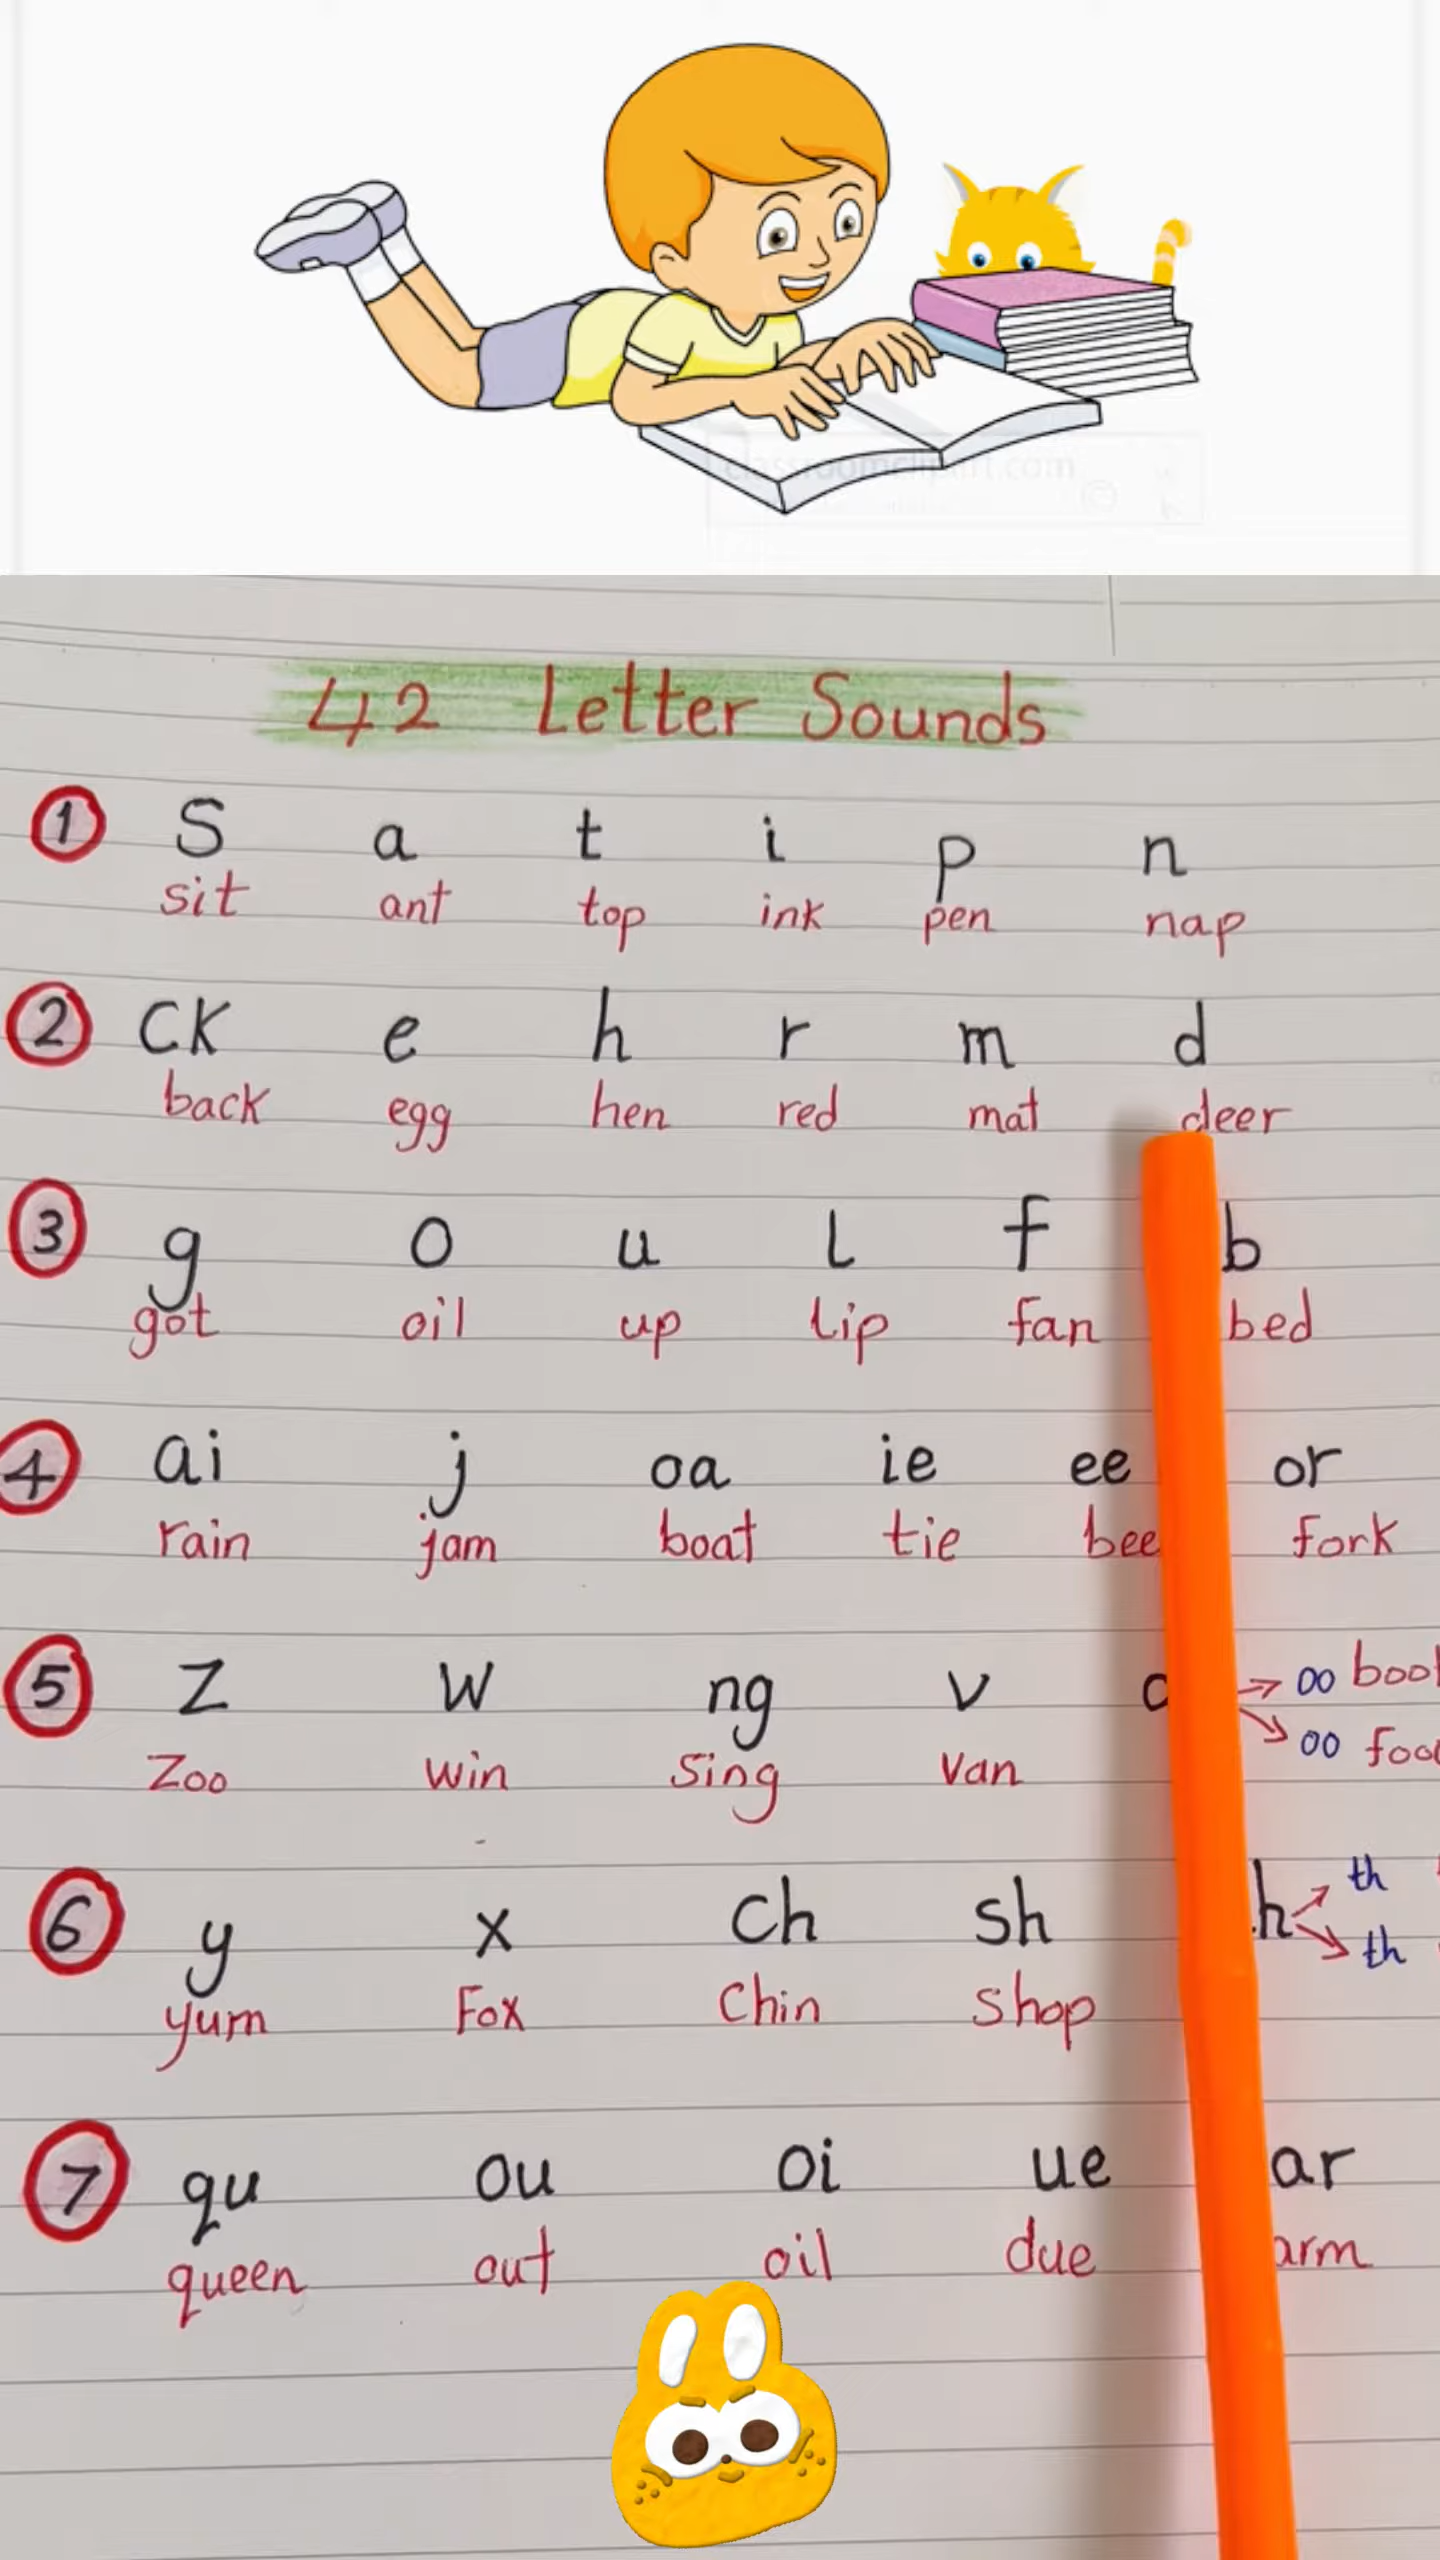 classroomclipart.com
42 Letter Sounds
1 S a t i p n
sit ant top ink pen nap
2 CK e h r m d
back egg hen red mat deer
3 g o u l f b
got oil up lip fan bed
4 ai j oa ie ee or
rain jam boat tie bee fork
5 Z W ng v oo
oo
Zoo win Sing Van
6 y x Ch sh th
th
yum Fox Chin Shop
7 qu ou oi ue ar
queen out oil due arm